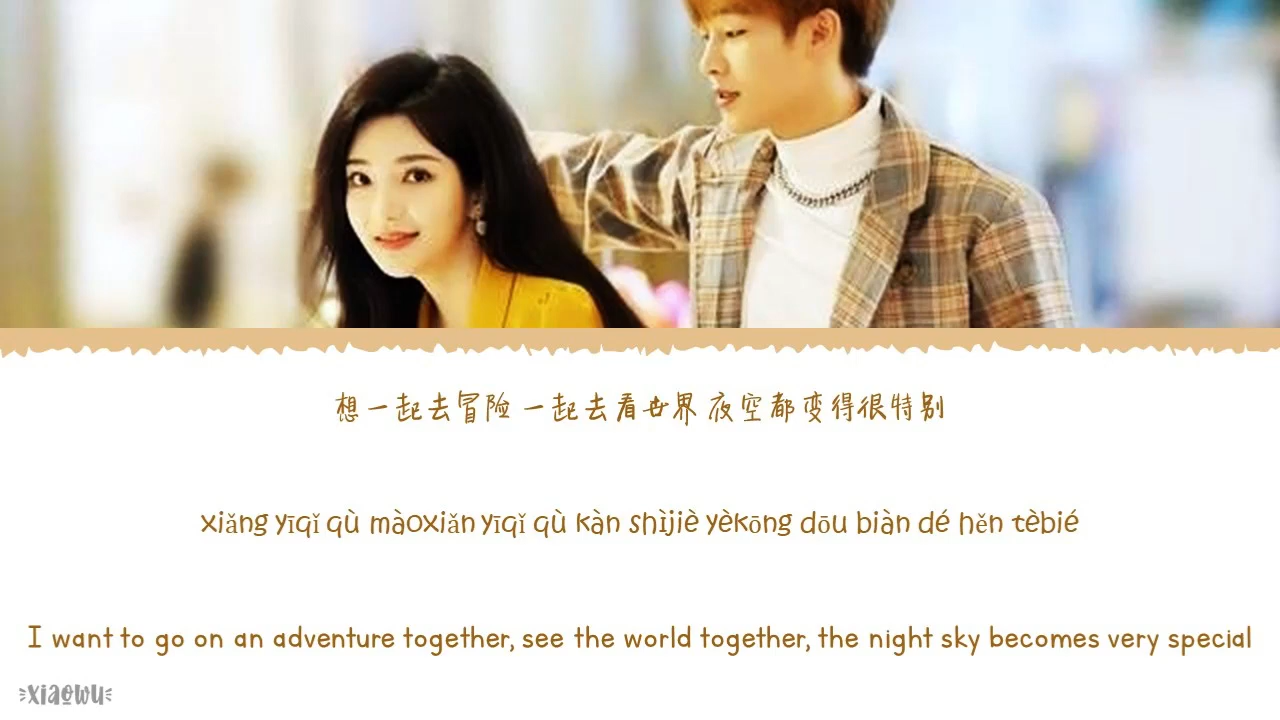 想一起去冒险 一起去看世界 夜空都变得很特别
xiǎng yīqǐ qù màoxiǎn yīqǐ qù kàn shìjiè yèkōng dōu biàn dé hěn tèbié
I want to go on an adventure together, see the world together, the night sky becomes very special
xiaowu